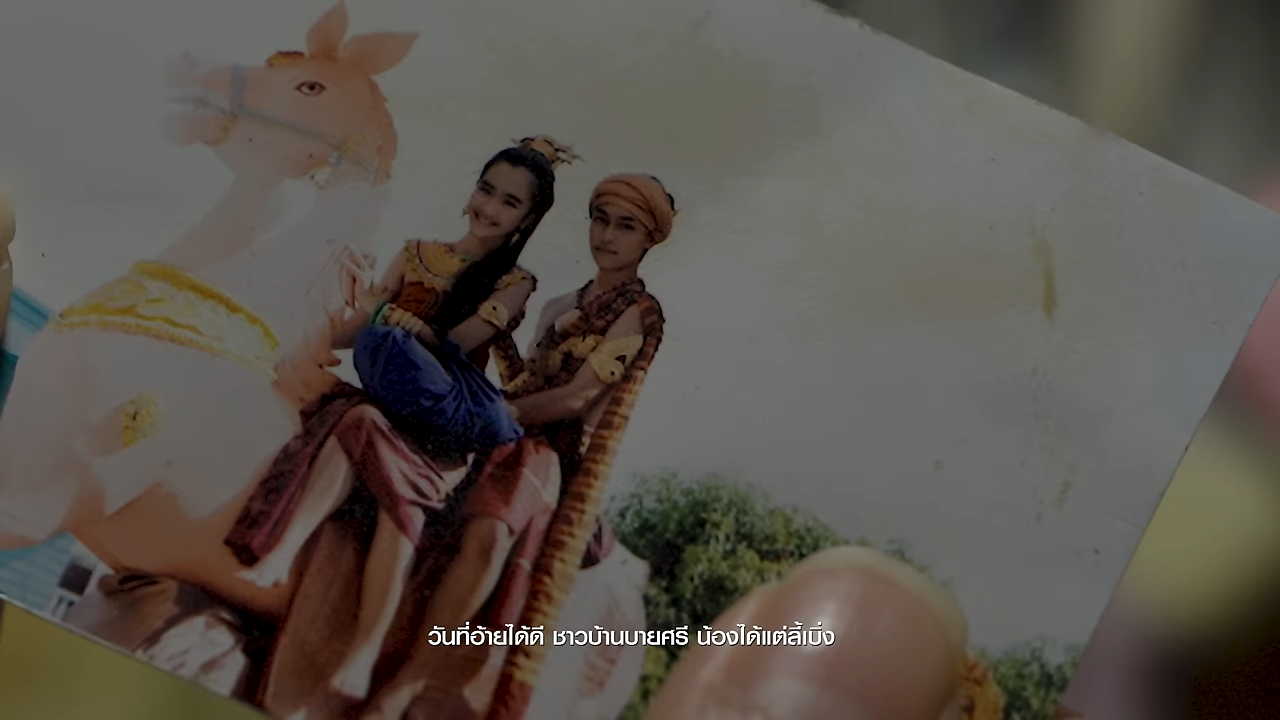 วันที่อ้ายได้ดี ชาวบ้านบายศรี น้องได้แต่ลี้เบิ่ง